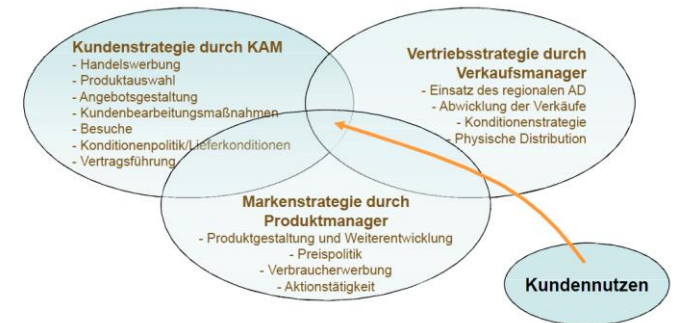 Kundenstrategie durch KAM
- Handelswerbung
- Produktauswahl
- Angebotsgestaltung
- Kundenbearbeitungsmaßnahmen
- Besuche
- Konditionenpolitik/Lieferkonditionen
- Vertragsführung
Vertriebsstrategie durch
Verkaufsmanager
- Einsatz des regionalen AD
- Abwicklung der Verkäufe
- Konditionenstrategie
- Physische Distribution
Markenstrategie durch
Produktmanager
- Produktgestaltung und Weiterentwicklung
- Preispolitik
- Verbraucherwerbung
- Aktionstätigkeit
Kundennutzen